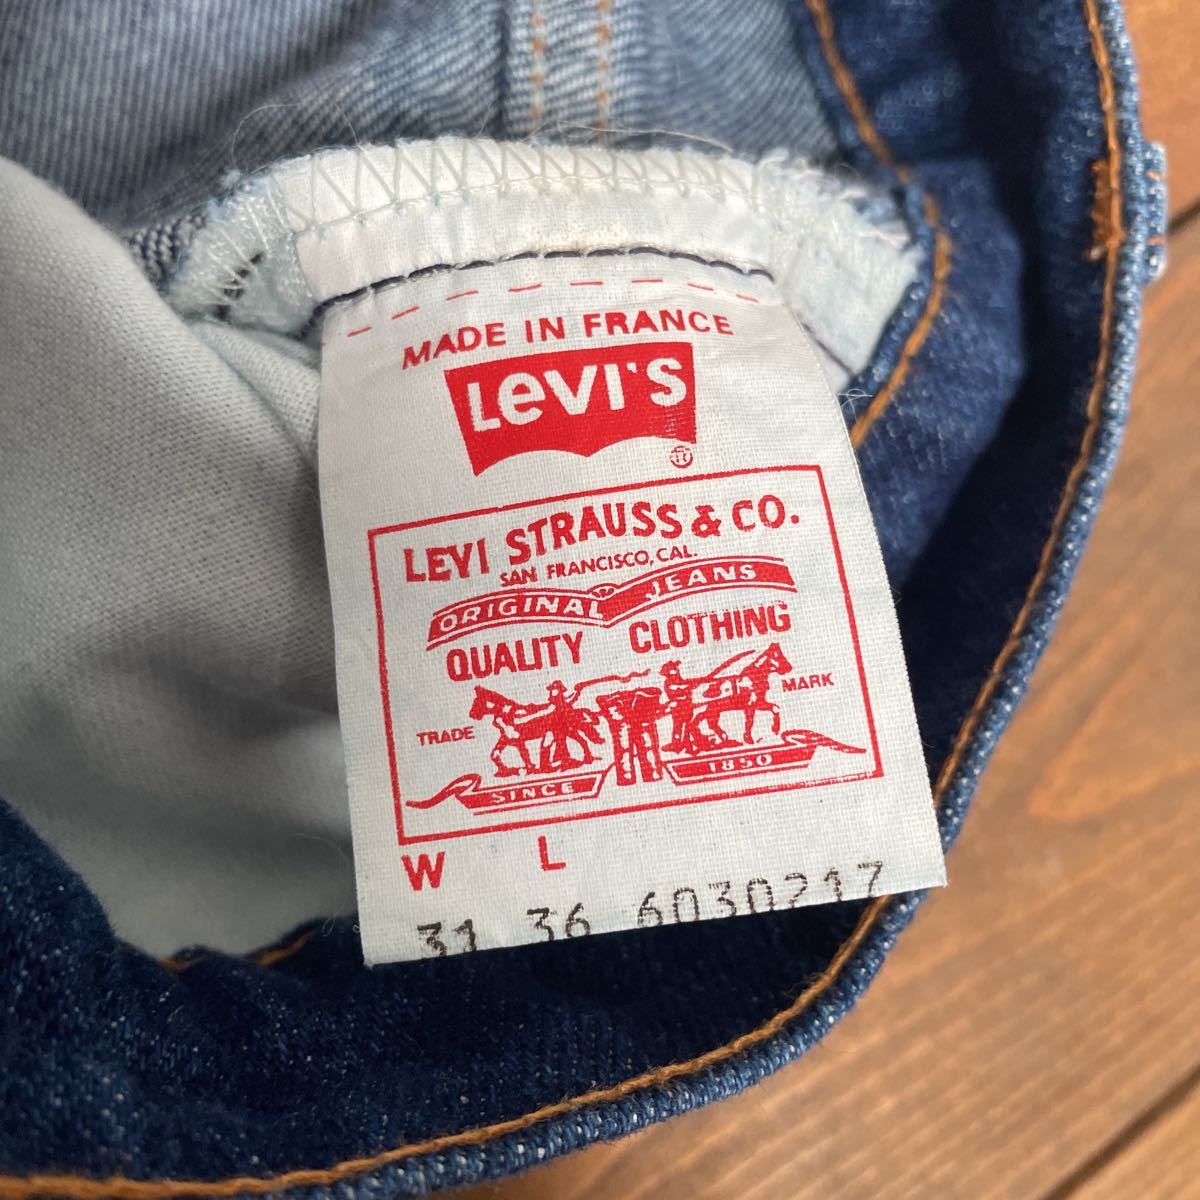 MADE IN FRANCE
LEVI'S
®
LEVI STRAUSS & CO.
SAN FRANCISCO, CAL.
ORIGINAL JEANS
QUALITY CLOTHING
TRADE MARK
SINCE 1850
W L
31 36 6030217